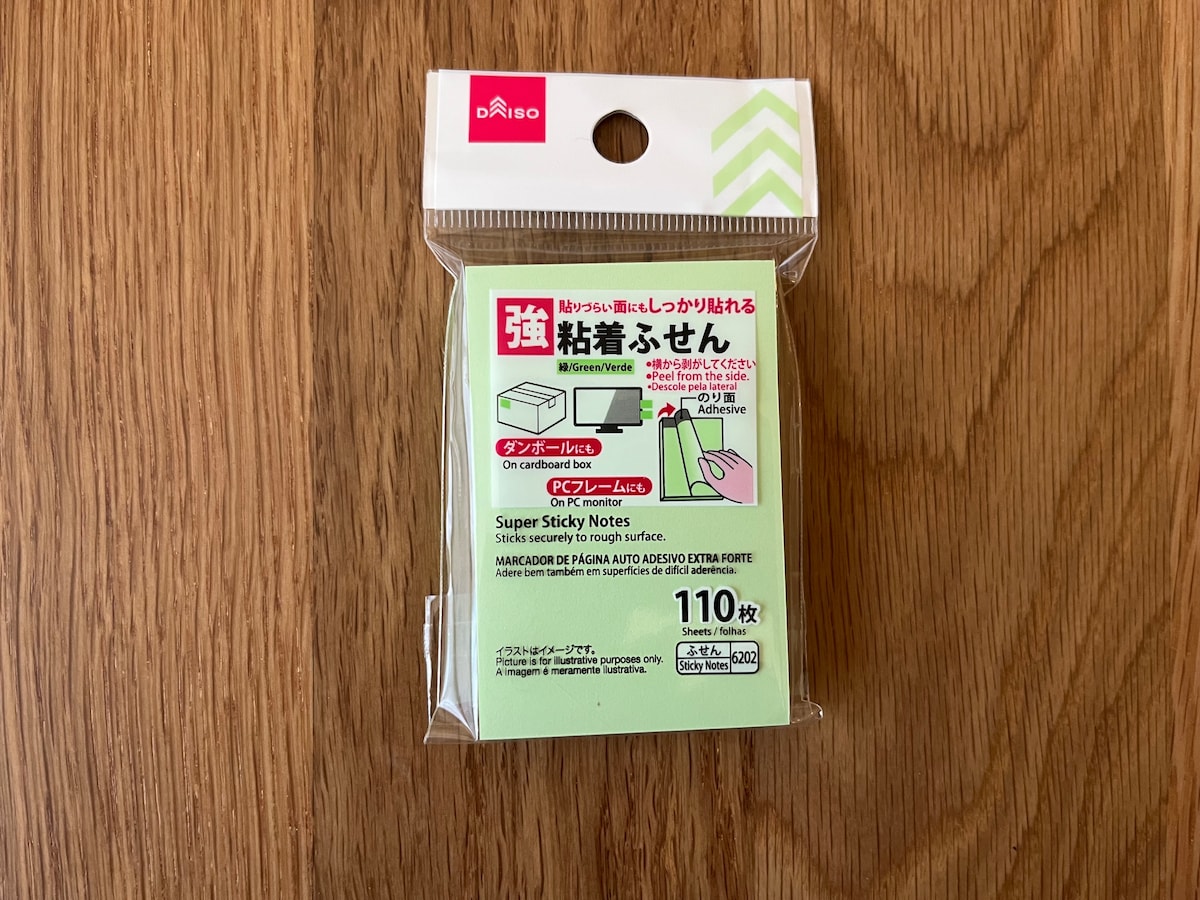 DAISO
強
貼りづらい面にもしっかり貼れる
粘着ふせん
緑/Green/Verde
•横から剥がしてください
•Peel from the side.
•Descole pela lateral
のり面
Adhesive
ダンボールにも
On cardboard box
PCフレームにも
On PC monitor
Super Sticky Notes
Sticks securely to rough surface.
MARCADOR DE PÁGINA AUTO ADESIVO EXTRA FORTE
Adere bem também em superfícies de difícil aderência.
110枚
Sheets / folhas
イラストはイメージです。
Picture is for illustrative purposes only.
A imagem é meramente ilustrativa.
ふせん
Sticky Notes
6202